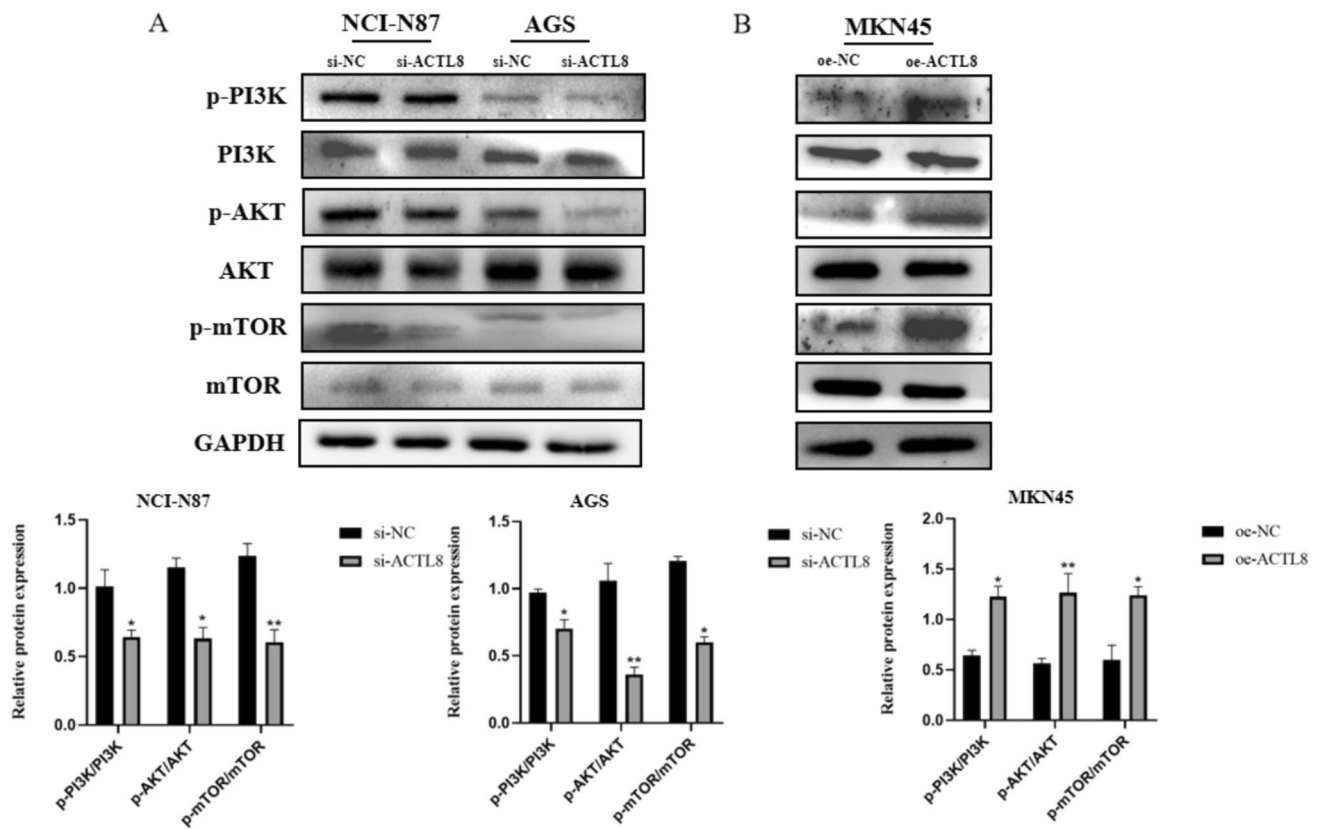 A
NCI-N87
AGS
B
MKN45
si-NC
si-ACTL8
si-NC
si-ACTL8
oe-NC
oe-ACTL8
p-PI3K
PI3K
p-AKT
AKT
p-mTOR
mTOR
GAPDH
NCI-N87
Relative protein expression
1.5
1.0
0.5
0.0
si-NC
si-ACTL8
*
*
**
p-PI3K/PI3K
p-AKT/AKT
p-mTOR/mTOR
AGS
Relative protein expression
1.5
1.0
0.5
0.0
si-NC
si-ACTL8
*
**
*
p-PI3K/PI3K
p-AKT/AKT
p-mTOR/mTOR
MKN45
Relative protein expression
2.0
1.5
1.0
0.5
0.0
oe-NC
oe-ACTL8
*
**
*
p-PI3K/PI3K
p-AKT/AKT
p-mTOR/mTOR